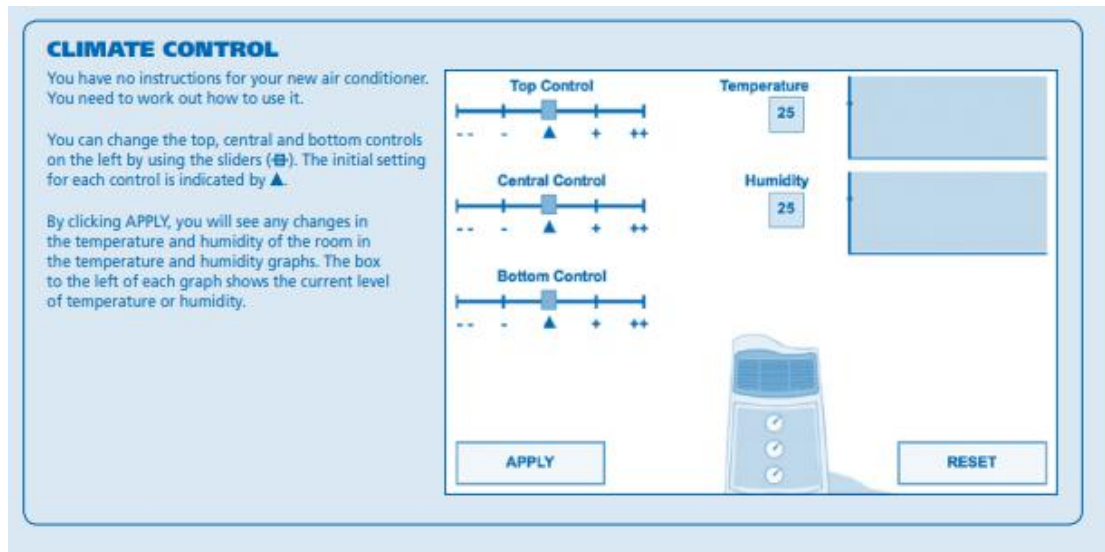 CLIMATE CONTROL
You have no instructions for your new air conditioner.
You need to work out how to use it.
You can change the top, central and bottom controls
on the left by using the sliders ( ). The initial setting
for each control is indicated by ▲.
By clicking APPLY, you will see any changes in
the temperature and humidity of the room in
the temperature and humidity graphs. The box
to the left of each graph shows the current level
of temperature or humidity.
Top Control
-- - ▲ + ++
Temperature
25
Central Control
-- - ▲ + ++
Humidity
25
Bottom Control
-- - ▲ + ++
APPLY
RESET